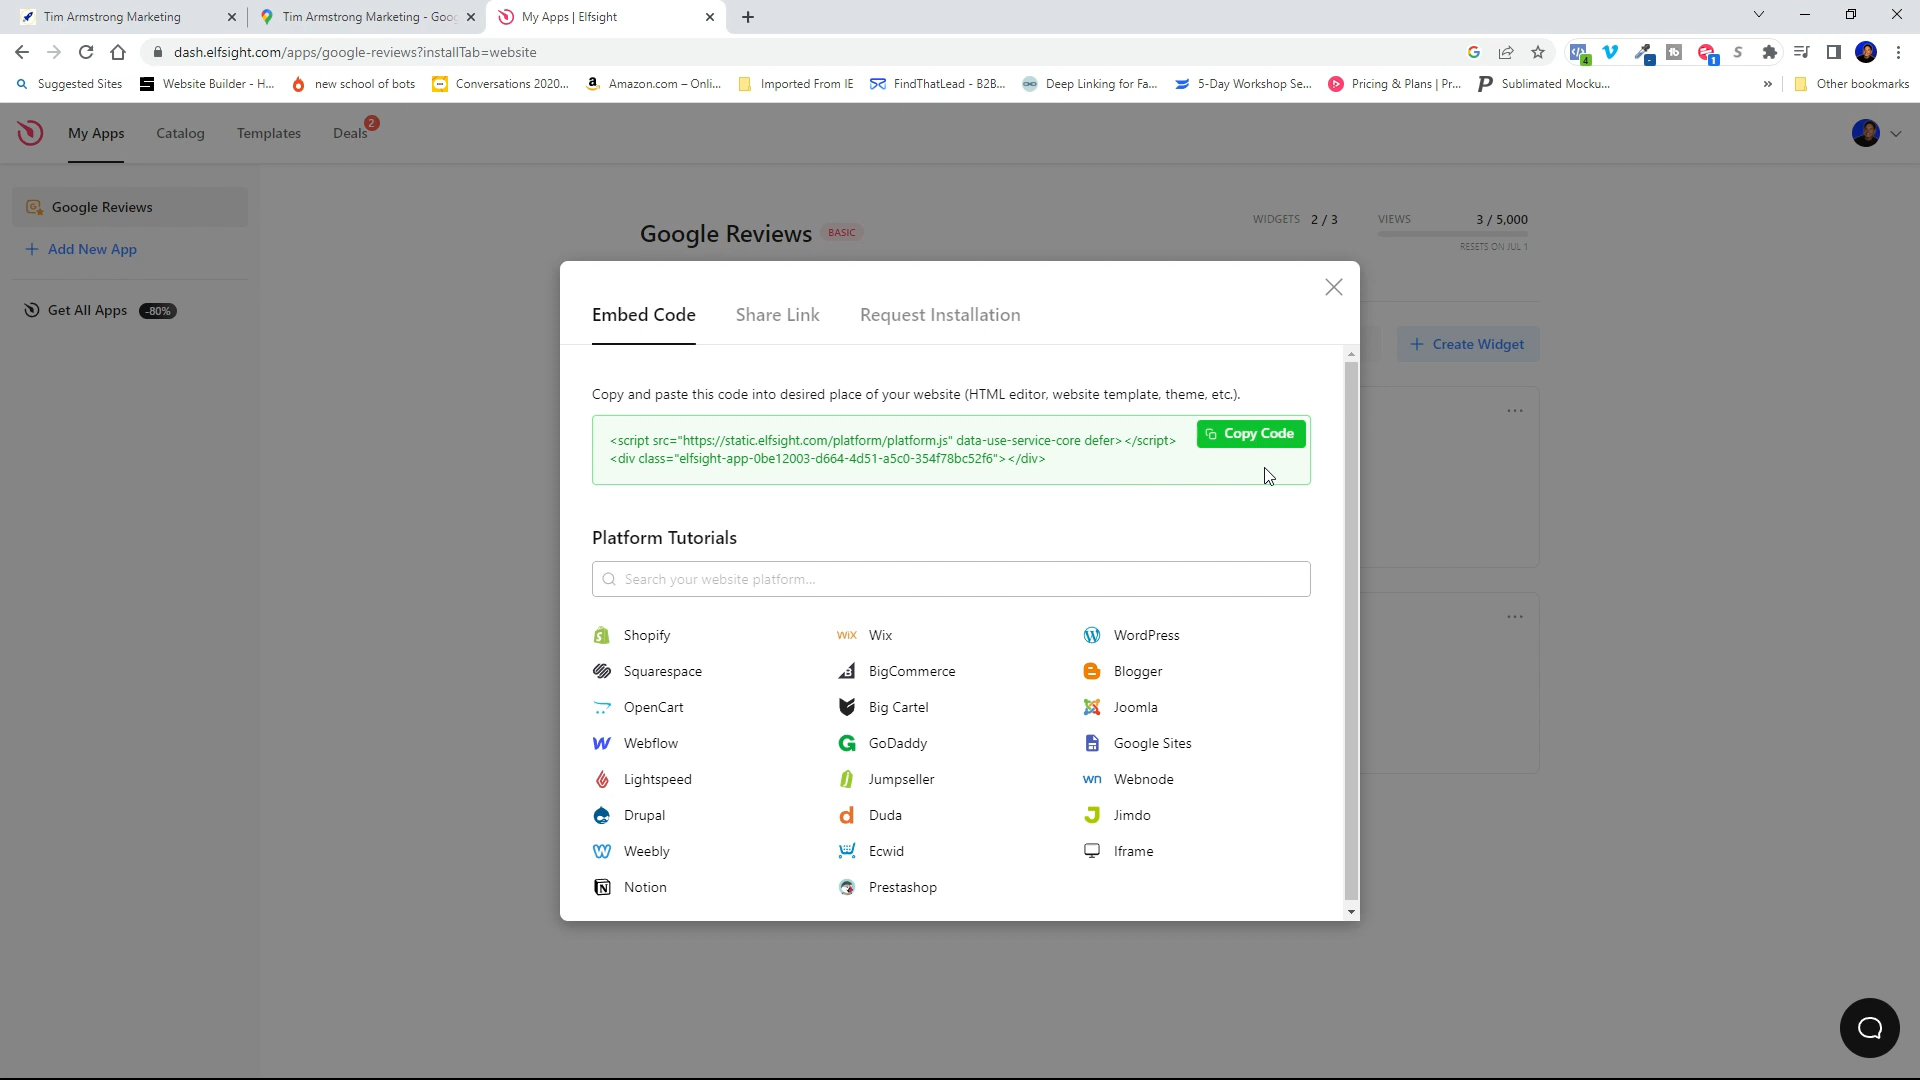 Tim Armstrong Marketing
Tim Armstrong Marketing - Goo
My Apps | Elfsight
dash.elfsight.com/apps/google-reviews?installTab=website
Suggested Sites
Website Builder - H...
new school of bots
Conversations 2020...
Amazon.com – Onli...
Imported From IE
FindThatLead - B2B...
Deep Linking for Fa...
5-Day Workshop Se...
Pricing & Plans | Pr...
Sublimated Mocku...
»
Other bookmarks
My Apps
Catalog
Templates
Deals
2
Google Reviews
Add New App
Get All Apps
-80%
Google Reviews
BASIC
WIDGETS 2 / 3
VIEWS 3 / 5,000
RESETS ON JUL 1
Create Widget
Embed Code
Share Link
Request Installation
Copy and paste this code into desired place of your website (HTML editor, website template, theme, etc.).
<script src="https://static.elfsight.com/platform/platform.js" data-use-service-core defer></script>
<div class="elfsight-app-0be12003-d664-4d51-a5c0-354f78bc52f6"></div>
Copy Code
Platform Tutorials
Search your website platform...
Shopify
WiX Wix
WordPress
Squarespace
BigCommerce
Blogger
OpenCart
Big Cartel
Joomla
Webflow
GoDaddy
Google Sites
Lightspeed
Jumpseller
wn Webnode
Drupal
Duda
Jimdo
Weebly
Ecwid
Iframe
Notion
Prestashop